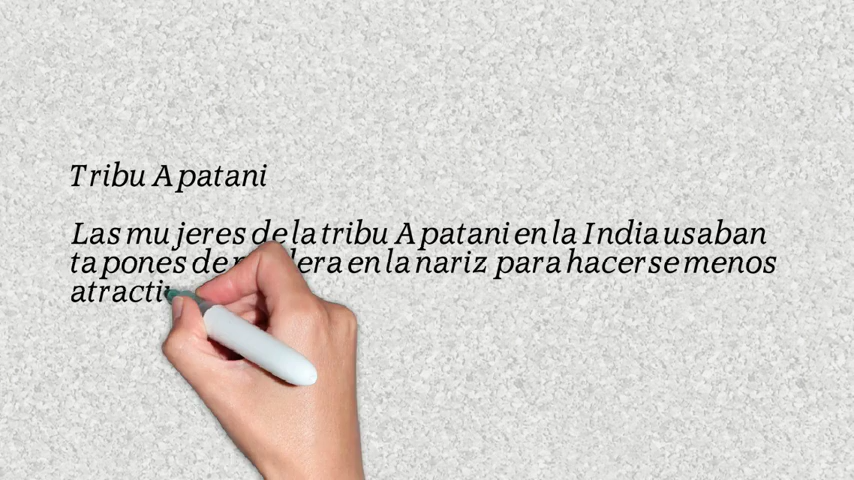 Tribu Apatani
Las mujeres de la tribu Apatani en la India usaban
tapones de en la nariz para hacerse menos